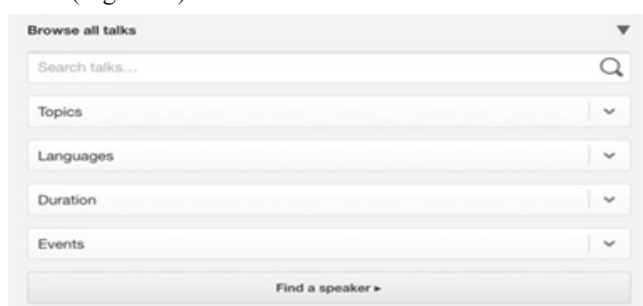 Browse all talks
Search talks...
Topics
Languages
Duration
Events
Find a speaker ▸